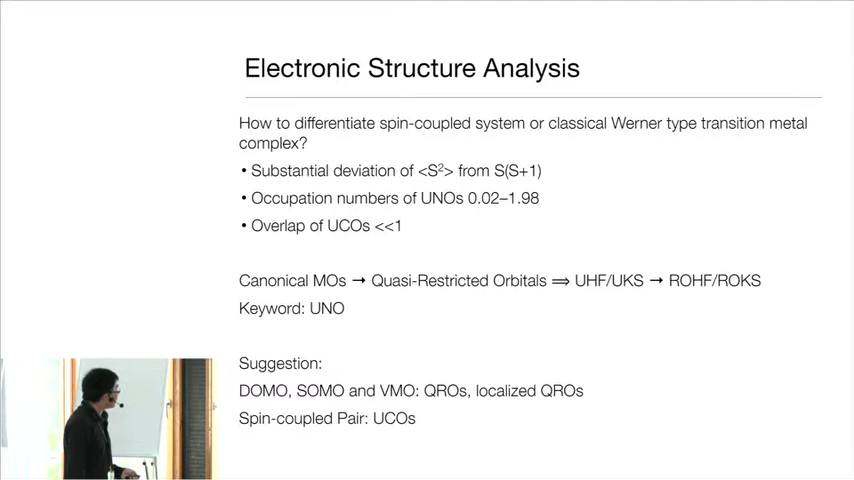 Electronic Structure Analysis
How to differentiate spin-coupled system or classical Werner type transition metal
complex?
• Substantial deviation of <S²> from S(S+1)
• Occupation numbers of UNOs 0.02–1.98
• Overlap of UCOs <<1
Canonical MOs → Quasi-Restricted Orbitals ⟹ UHF/UKS → ROHF/ROKS
Keyword: UNO
Suggestion:
DOMO, SOMO and VMO: QROs, localized QROs
Spin-coupled Pair: UCOs